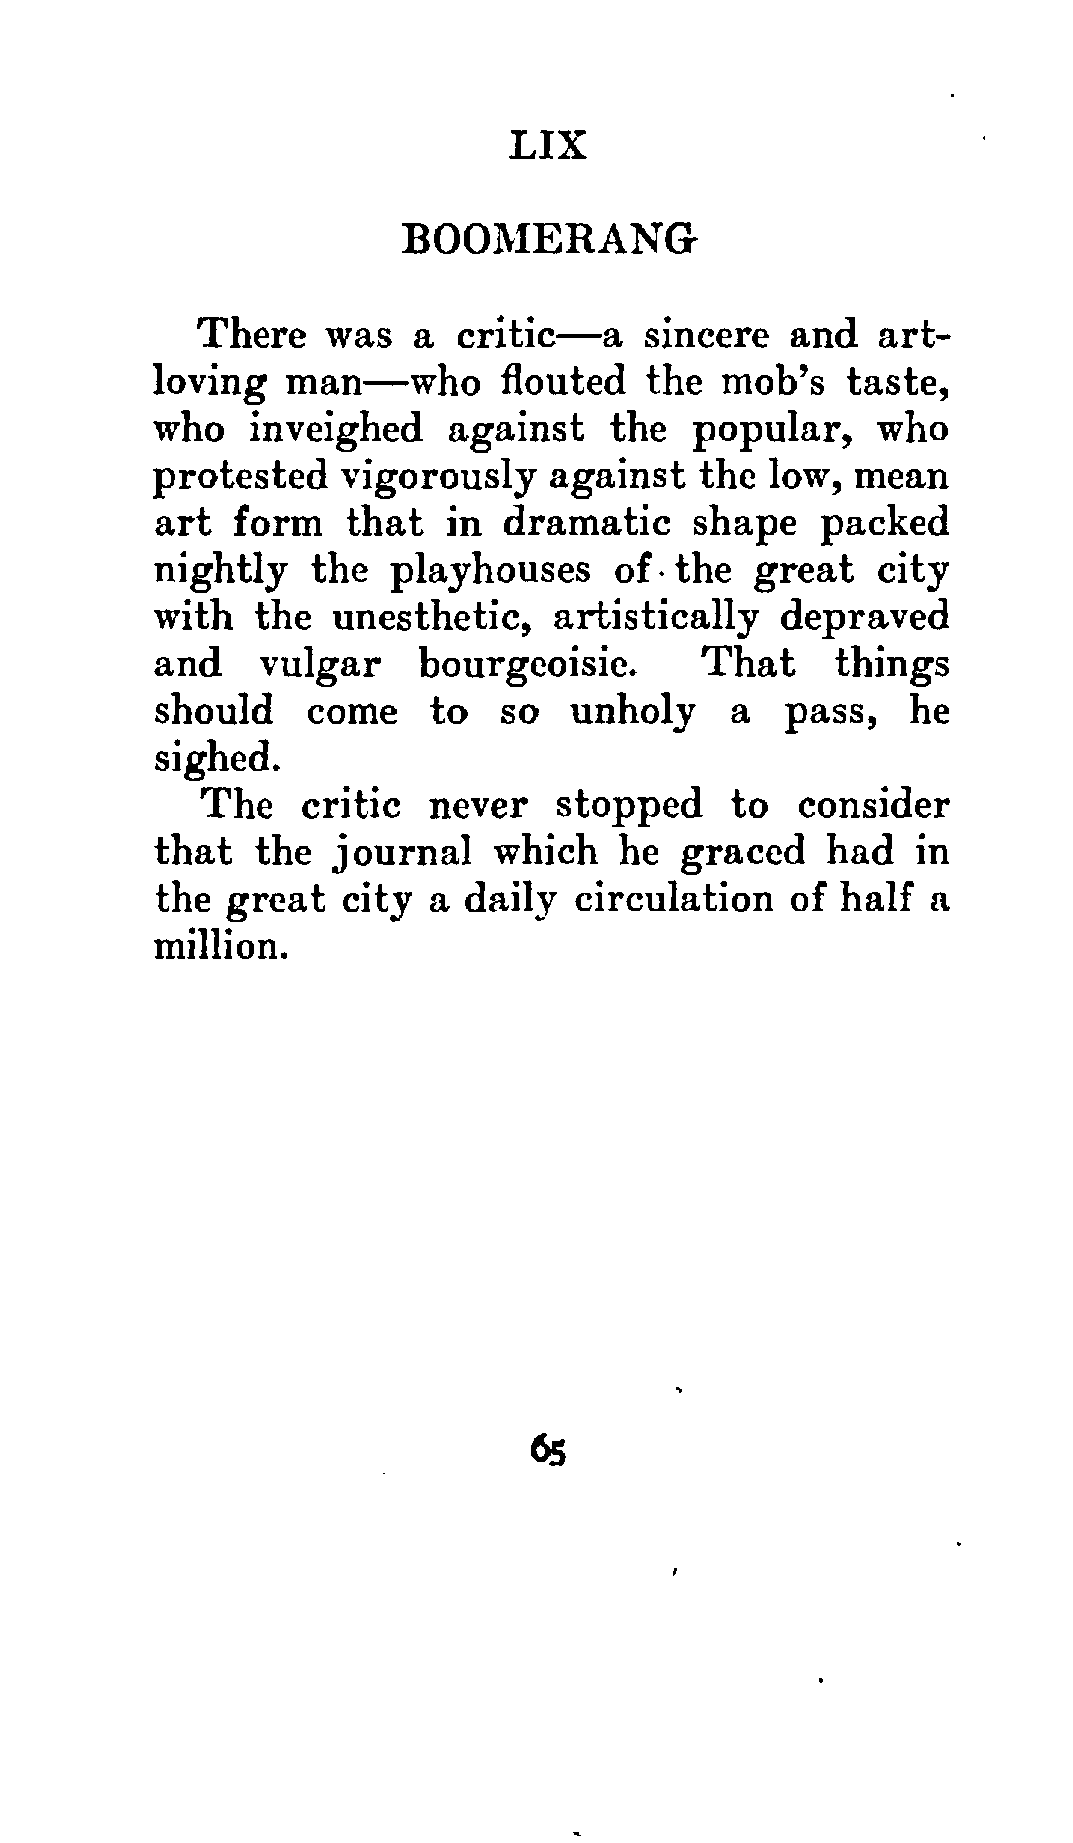 LIX
BOOMERANG
There was a critic—a sincere and art-
loving man—who flouted the mob's taste,
who inveighed against the popular, who
protested vigorously against the low, mean
art form that in dramatic shape packed
nightly the playhouses of the great city
with the unesthetic, artistically depraved
and vulgar bourgeoisie. That things
should come to so unholy a pass, he
sighed.
The critic never stopped to consider
that the journal which he graced had in
the great city a daily circulation of half a
million.
65